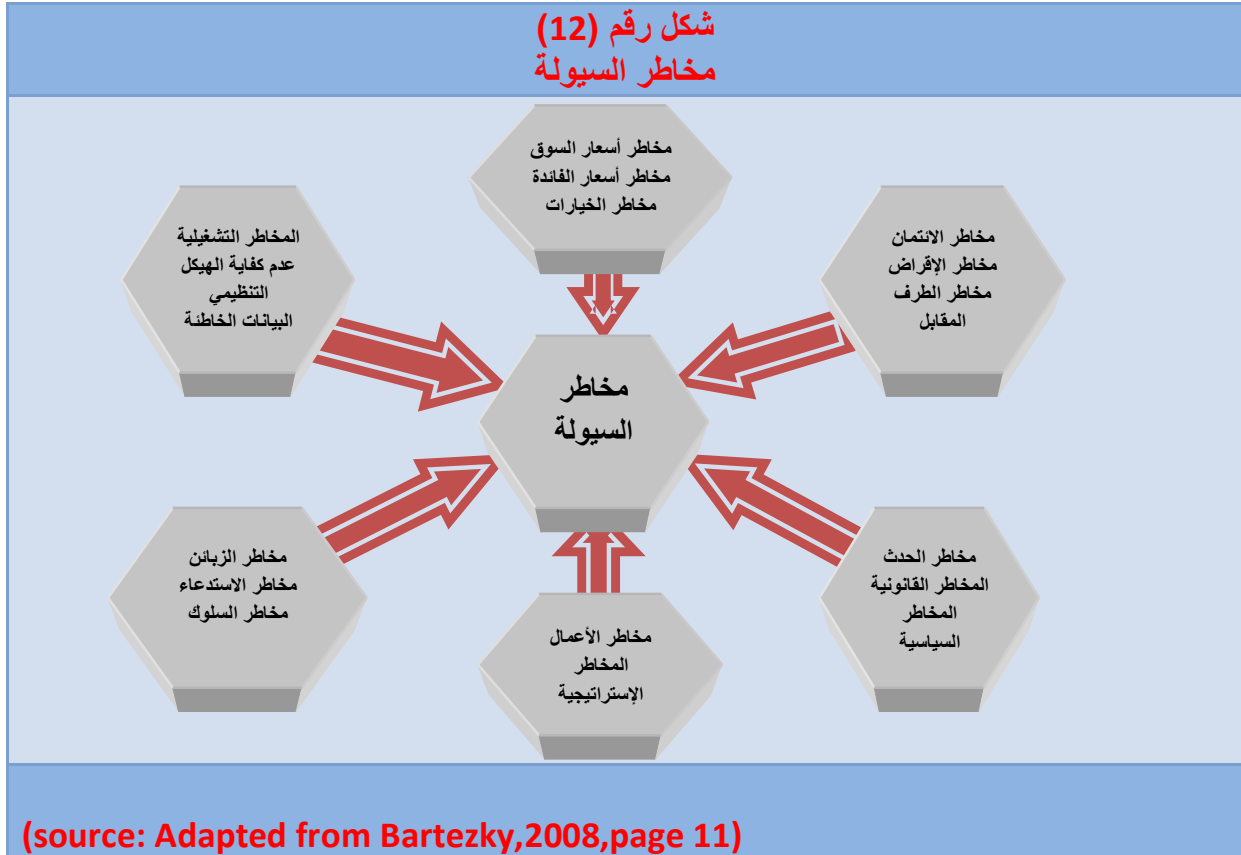 شكل رقم (12)
مخاطر السيولة
مخاطر أسعار السوق
مخاطر أسعار الفائدة
مخاطر الخيارات
مخاطر الائتمان
مخاطر الإقراض
مخاطر الطرف
المقابل
المخاطر التشغيلية
عدم كفاية الهيكل
التنظيمي
البيانات الخاطئة
مخاطر
السيولة
مخاطر الحدث
المخاطر القانونية
المخاطر
السياسية
مخاطر الأعمال
المخاطر
الإستراتيجية
مخاطر الزبائن
مخاطر الاستدعاء
مخاطر السلوك
(source: Adapted from Bartezky,2008,page 11)